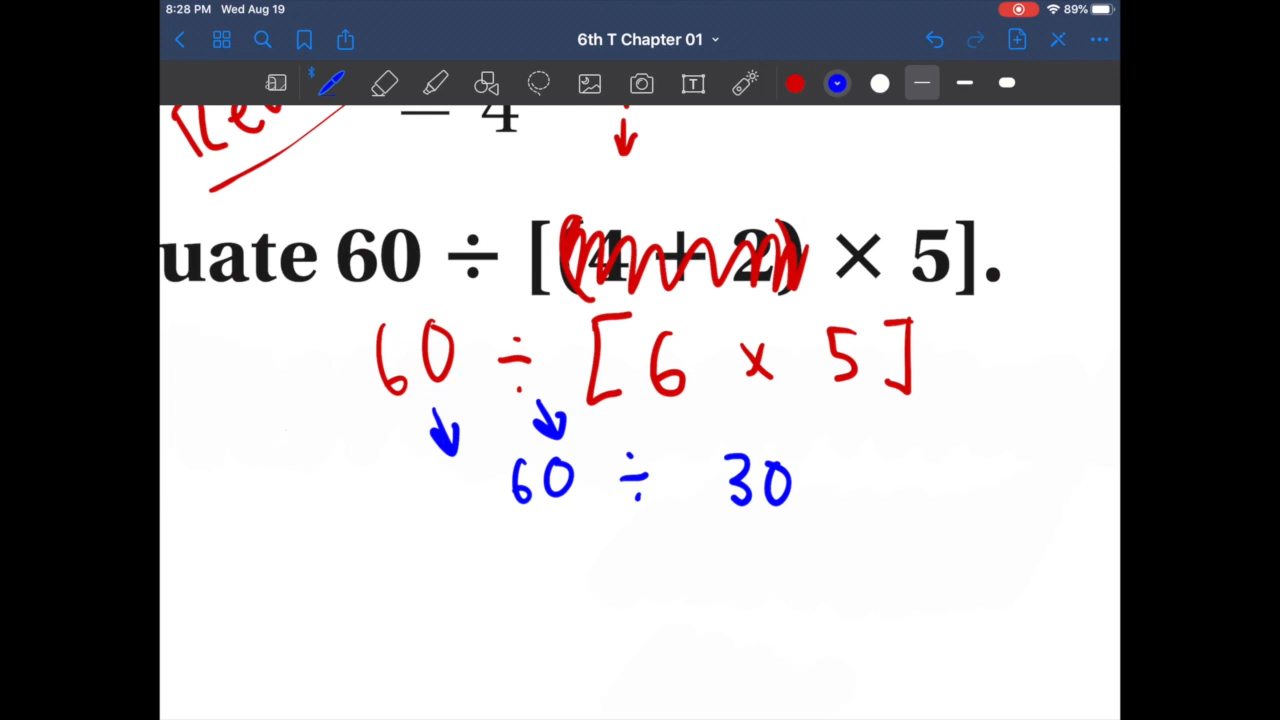 8:28 PM Wed Aug 19
89%
6th T Chapter 01
T
= 4
uate 60 ÷ [(4 + 2) × 5].
60 ÷ [6 x 5]
60 ÷ 30